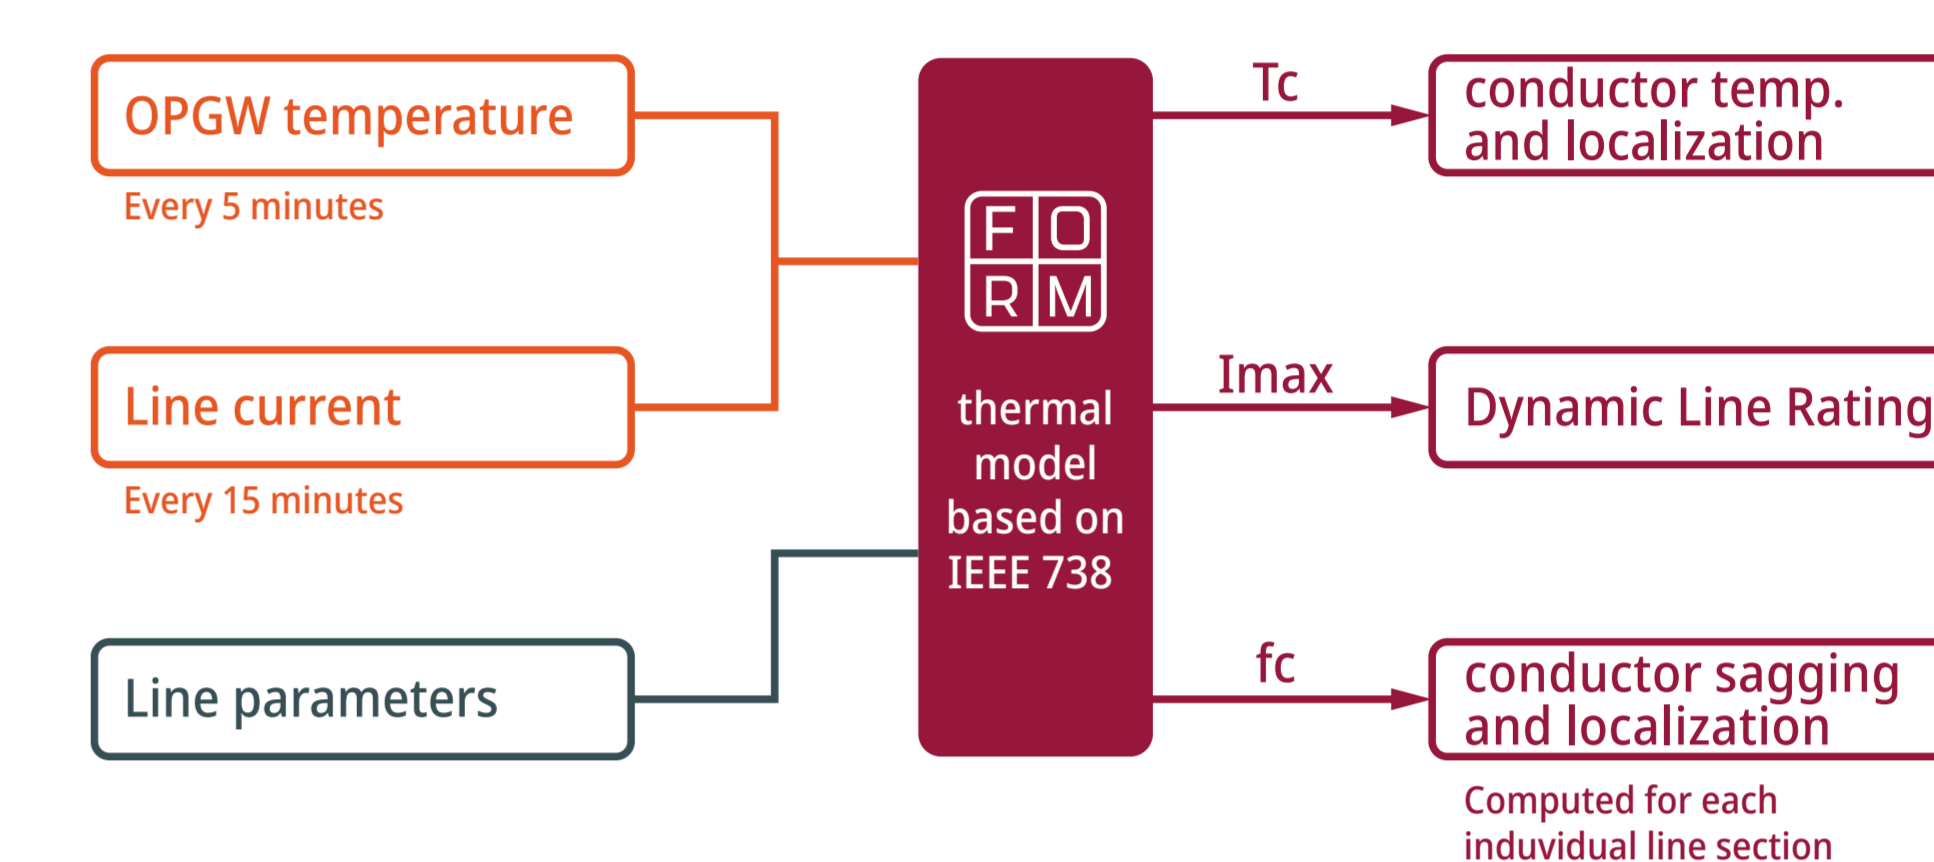 OPGW temperature
Every 5 minutes
Line current
Every 15 minutes
Line parameters
F O
R M
thermal
model
based on
IEEE 738
Tc
conductor temp.
and localization
Imax
Dynamic Line Rating
fc
conductor sagging
and localization
Computed for each
induvidual line section